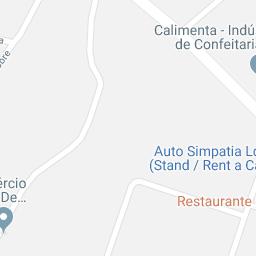 Calimenta - Indú
de Confeitaria
Auto Simpatia Lo
(Stand / Rent a Ca
Restaurante
ércio
De...